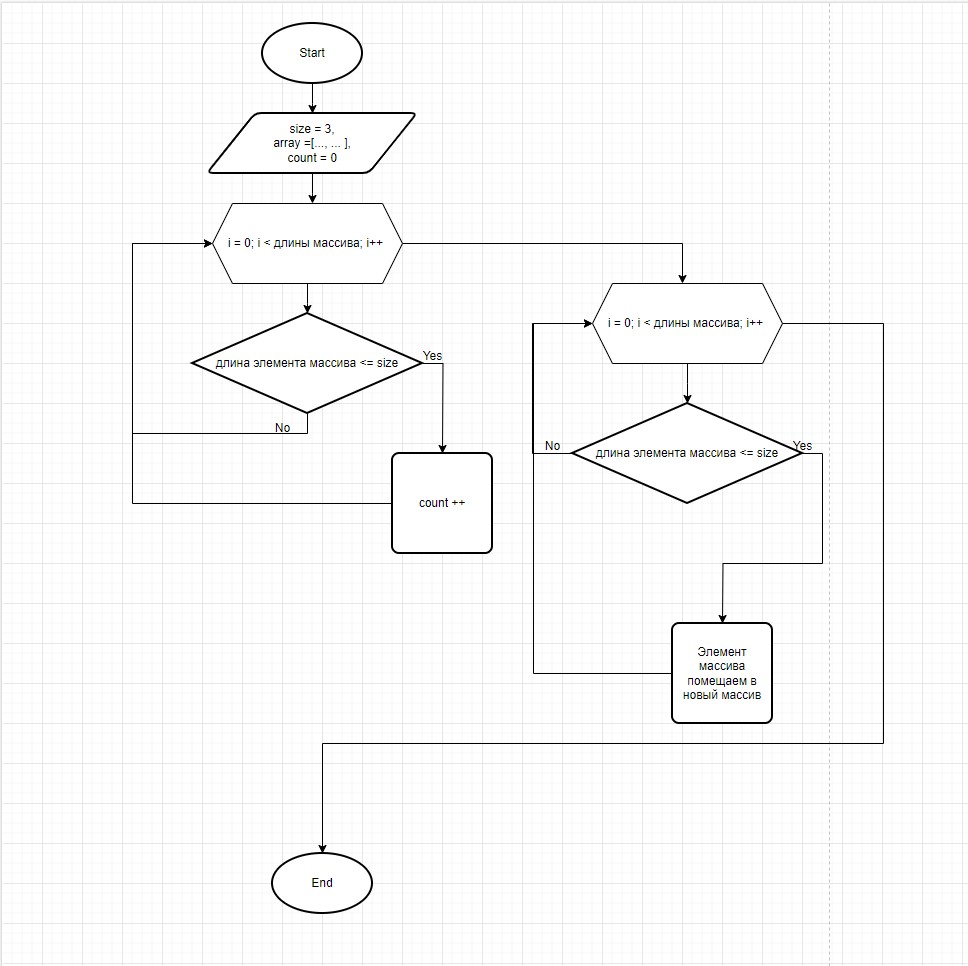 Start
size = 3,
array =[..., ... ],
count = 0
i = 0; i < длины массива; i++
длина элемента массива <= size
Yes
No
count ++
i = 0; i < длины массива; i++
длина элемента массива <= size
No
Yes
Элемент
массива
помещаем в
новый массив
End